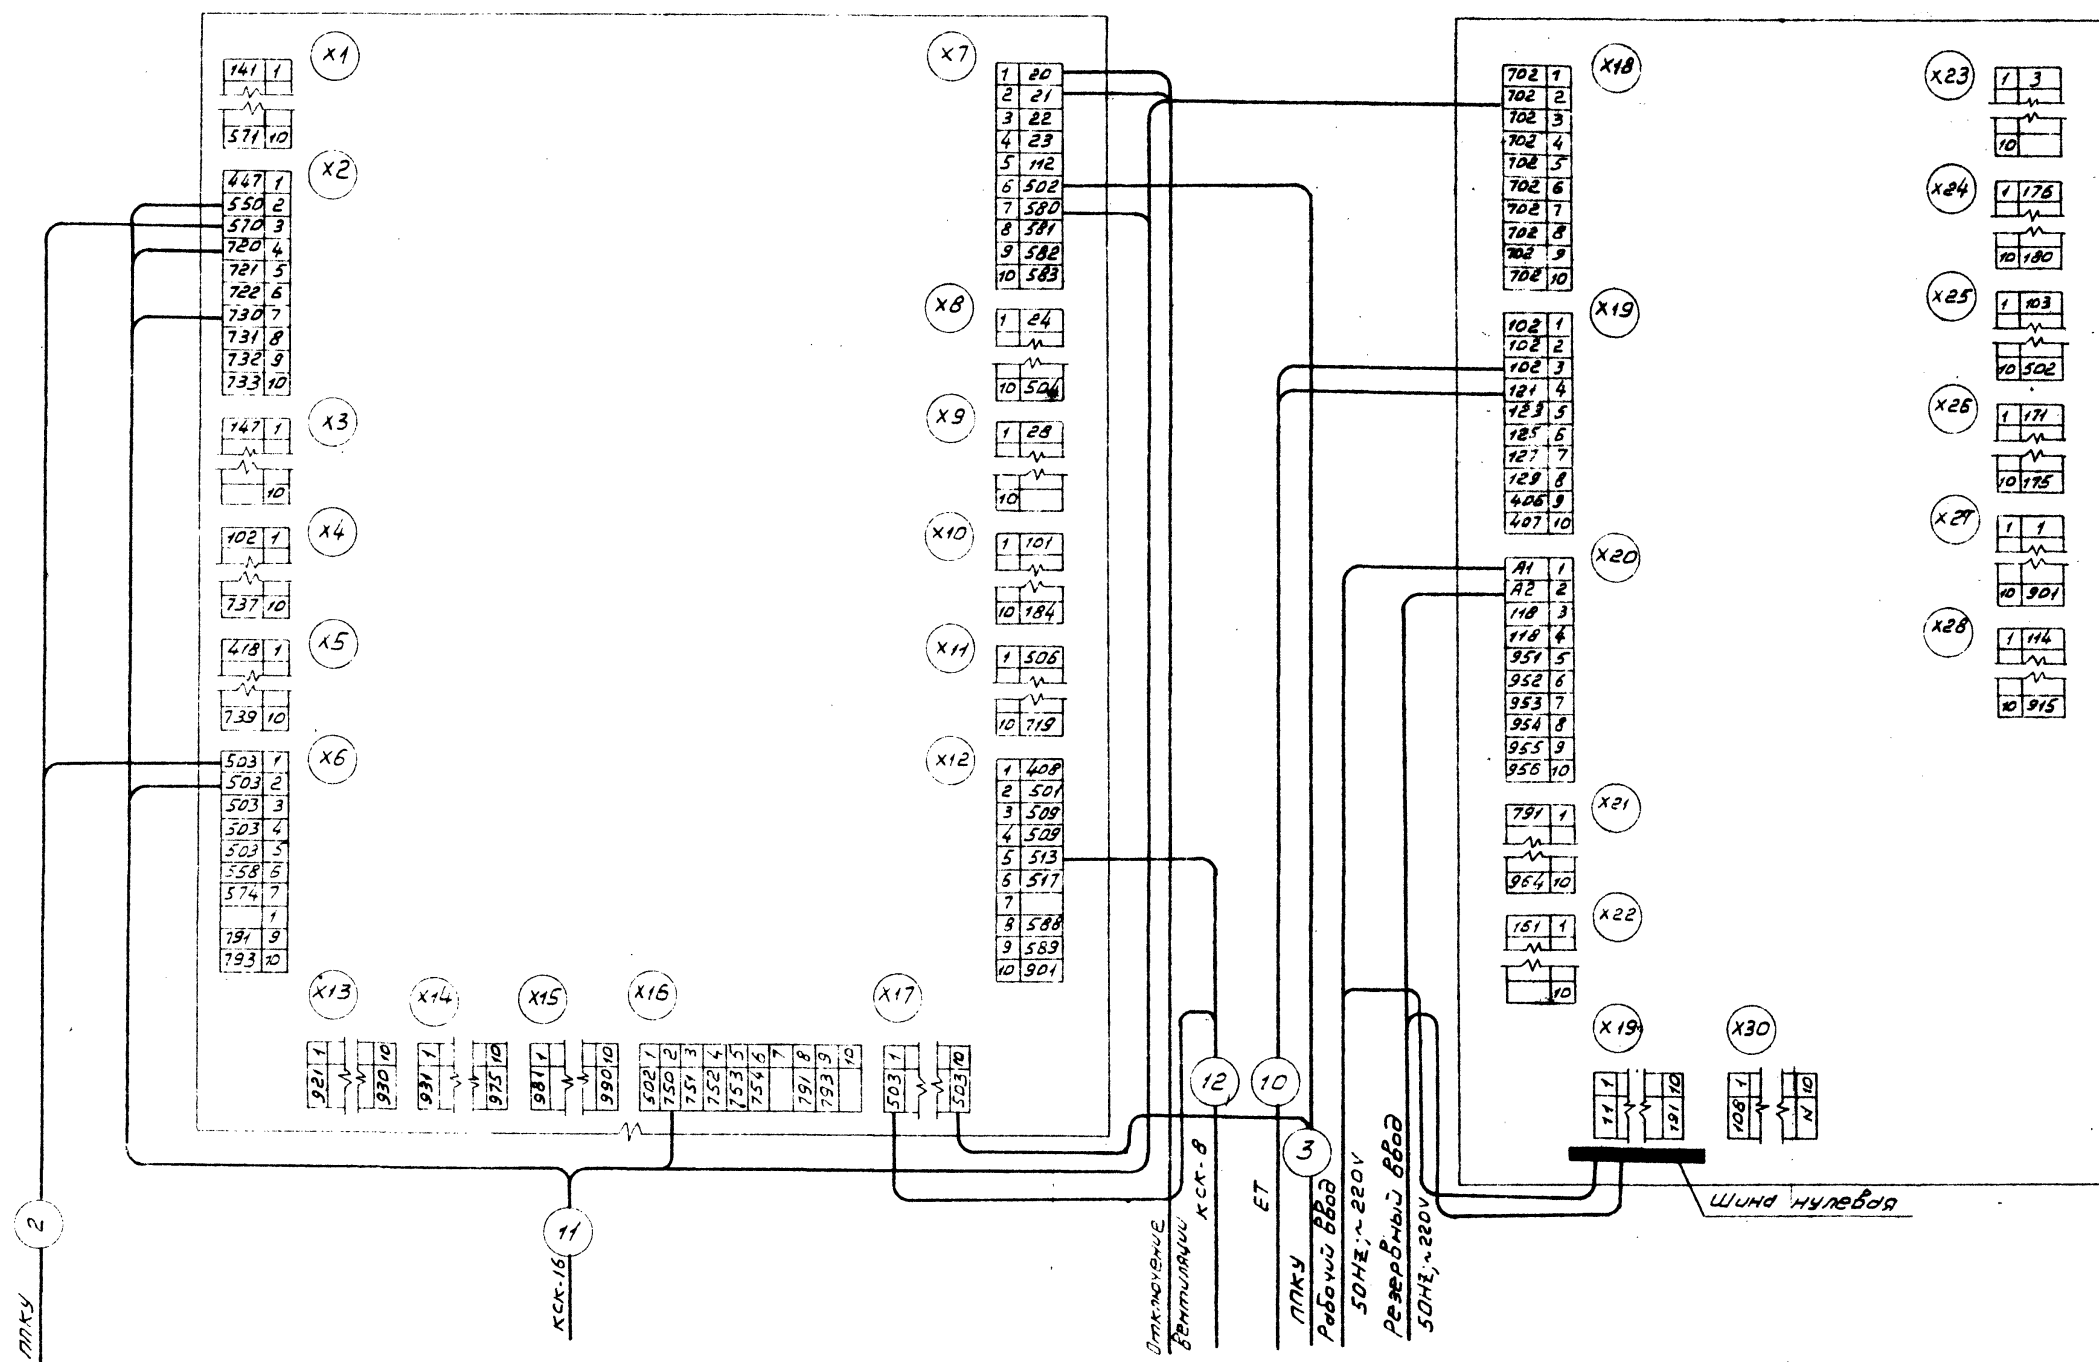 X1
141 1
571 10
X2
447 1
550 2
570 3
720 4
721 5
722 6
730 7
731 8
732 9
733 10
X3
147 1
10
X4
102 1
737 10
X5
418 1
739 10
X6
503 1
503 2
503 3
503 4
503 5
558 6
574 7
1
791 9
793 10
X7
1 20
2 21
3 22
4 23
5 112
6 502
7 580
8 581
9 582
10 583
X8
1 24
10 504
X9
1 28
10
X10
1 101
10 184
X11
1 506
10 719
X12
1 408
2 501
3 509
4 509
5 513
6 517
7
8 588
9 589
10 901
X13
921 1
930 10
X14
931 1
975 10
X15
981 1
990 10
X16
502 1
750 2
751 3
752 4
753 5
754 6
7
791 8
793 9
10
X17
503 1
503 10
X18
702 1
702 2
702 3
702 4
702 5
702 6
702 7
702 8
702 9
702 10
X19
102 1
102 2
102 3
121 4
123 5
125 6
127 7
129 8
406 9
407 10
X20
A1 1
A2 2
118 3
118 4
951 5
952 6
953 7
954 8
955 9
956 10
X21
791 1
964 10
X22
151 1
10
X23
1 3
10
X24
1 176
10 180
X25
1 103
10 502
X26
1 171
10 175
X27
1 1
10 901
X28
1 114
10 915
X19
11 1
191 10
X30
108 1
N 10
Шина нулевая
2
ППКУ
11
КСК-16
Отключение
вентиляции
12
КСК-8
10
ET
3
ППКУ
Рабочий ввод
50Hz; ~220V
Резервный ввод
50Hz; ~220V